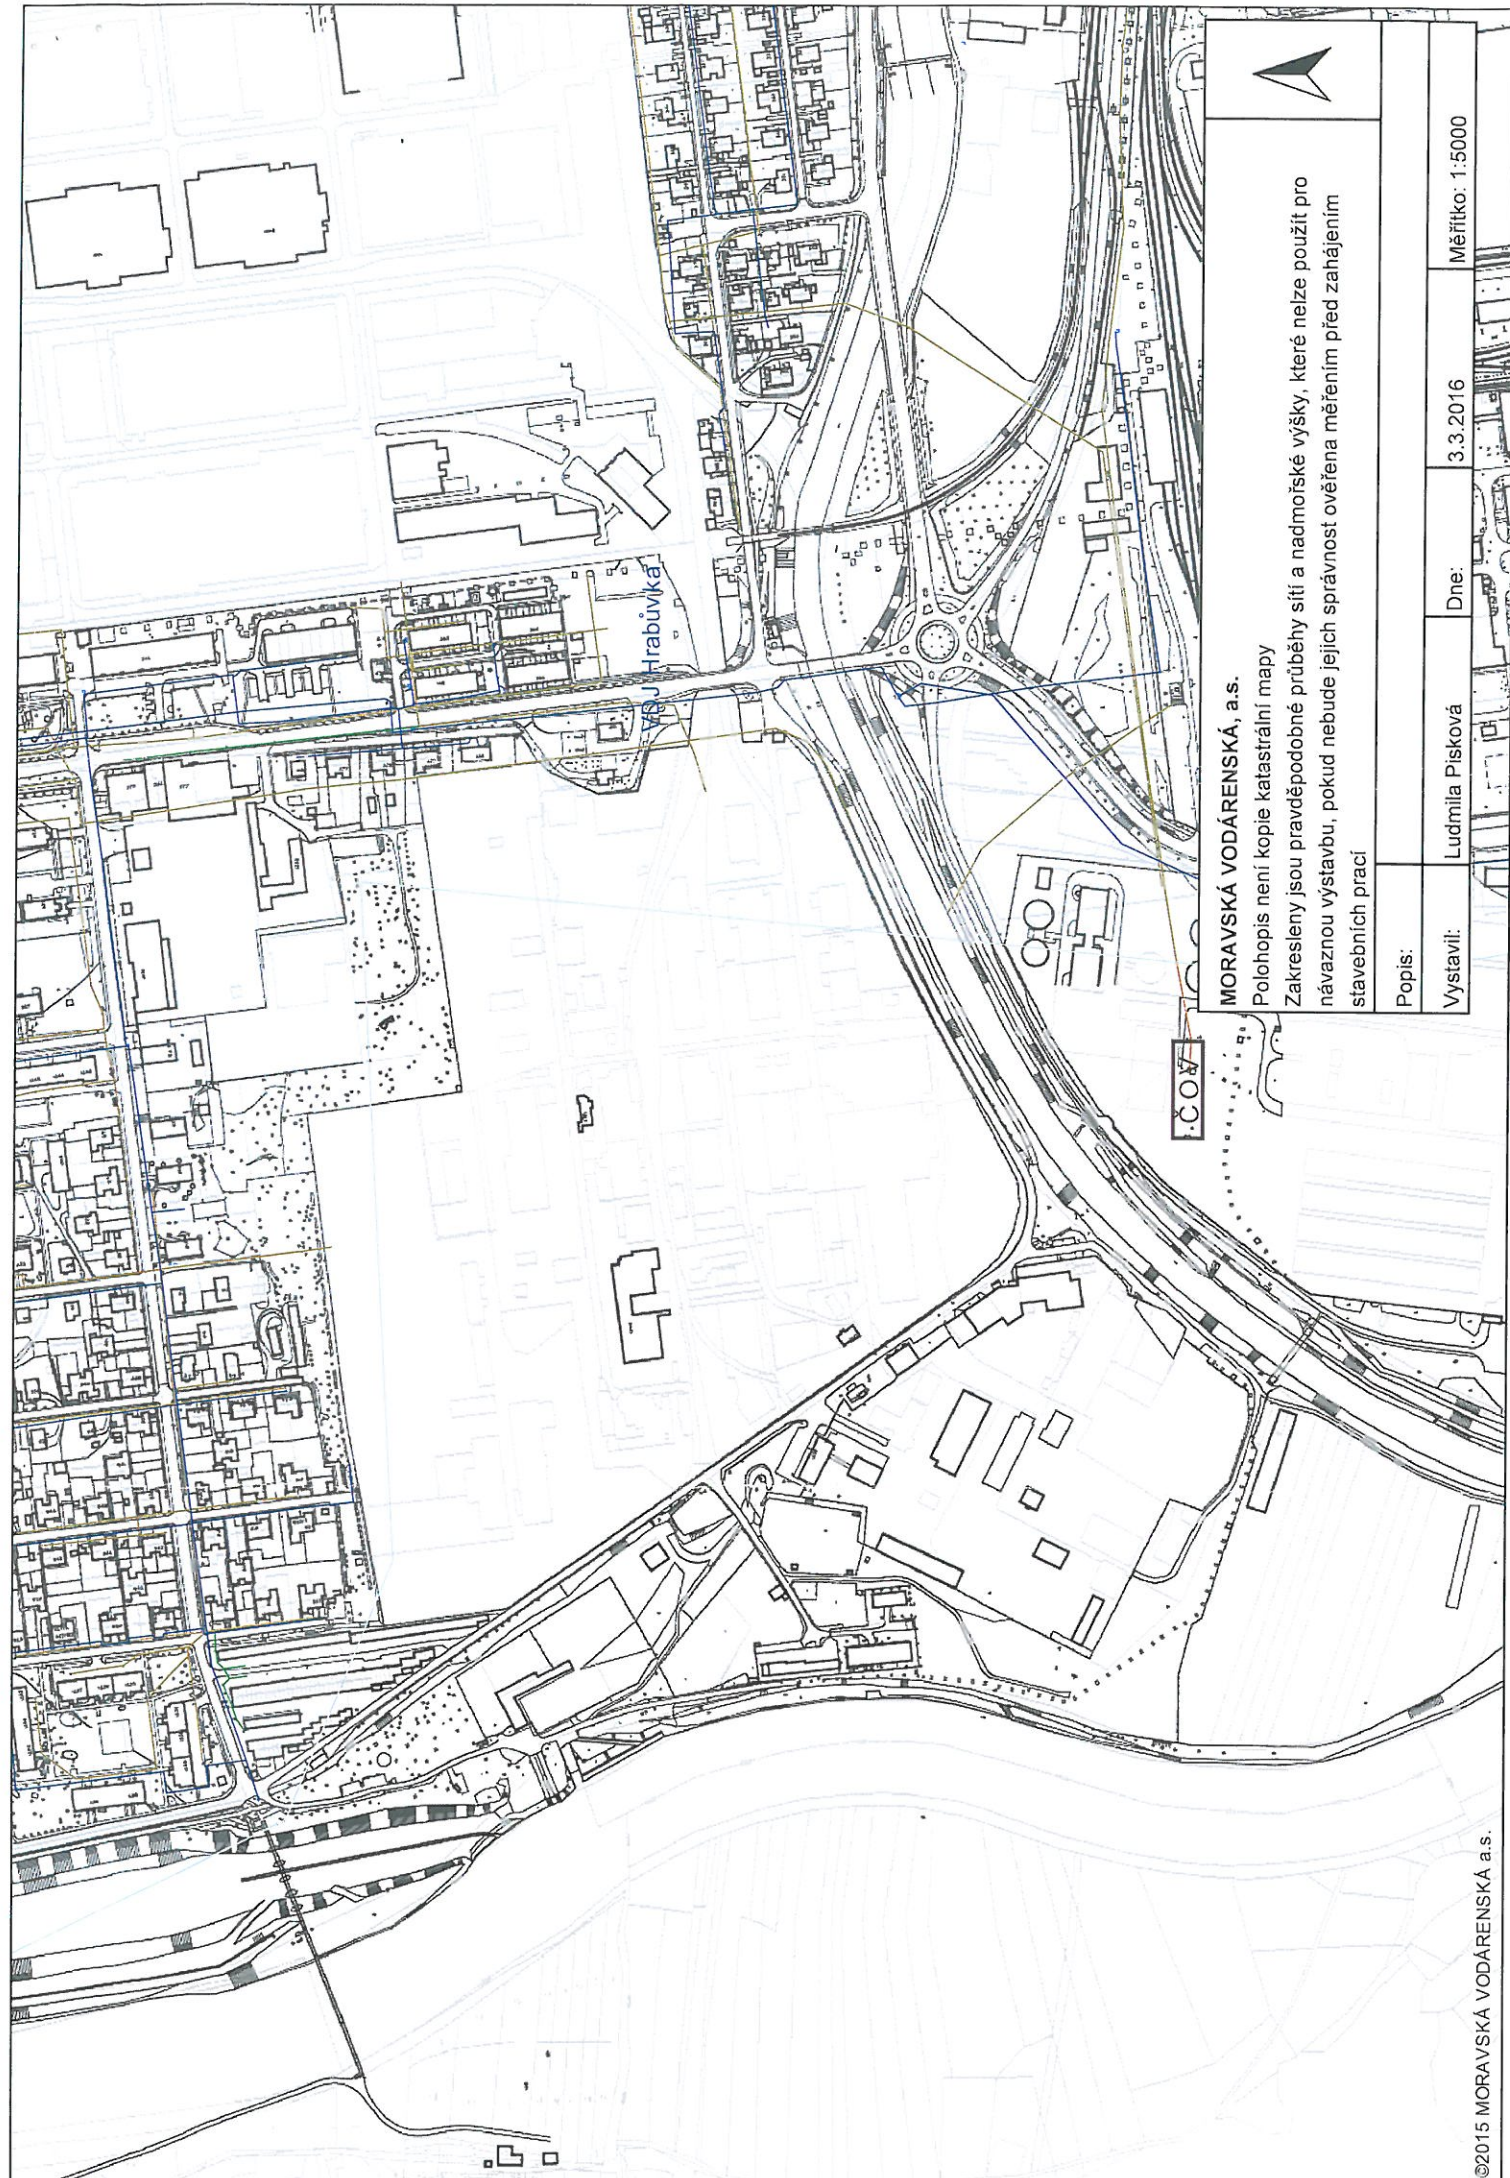 VDJ Hrabůvka
ČOV
MORAVSKÁ VODÁRENSKÁ, a.s.
Polohopis není kopie katastrální mapy
Zakresleny jsou pravděpodobné průběhy sítí a nadmořské výšky, které nelze použít pro
návaznou výstavbu, pokud nebude jejich správnost ověřena měřením před zahájením
stavebních prací
Popis:
Vystavil: Ludmila Pisková Dne: 3.3.2016 Měřítko: 1:5000
©2015 MORAVSKÁ VODÁRENSKÁ a.s.